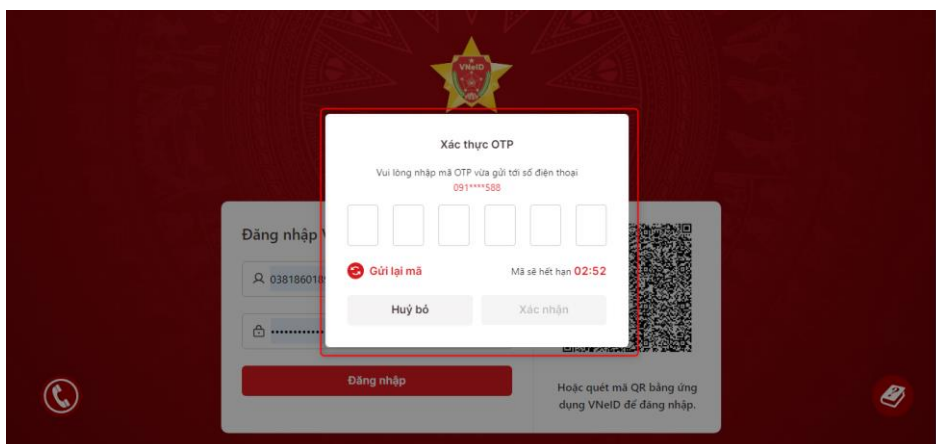 VNeID
Xác thực OTP
Vui lòng nhập mã OTP vừa gửi tới số điện thoại
091****588
Đăng nhập
038186018
Gửi lại mã
Mã sẽ hết hạn 02:52
Huỷ bỏ
Xác nhận
Đăng nhập
Hoặc quét mã QR bằng ứng
dụng VNeID để đăng nhập.